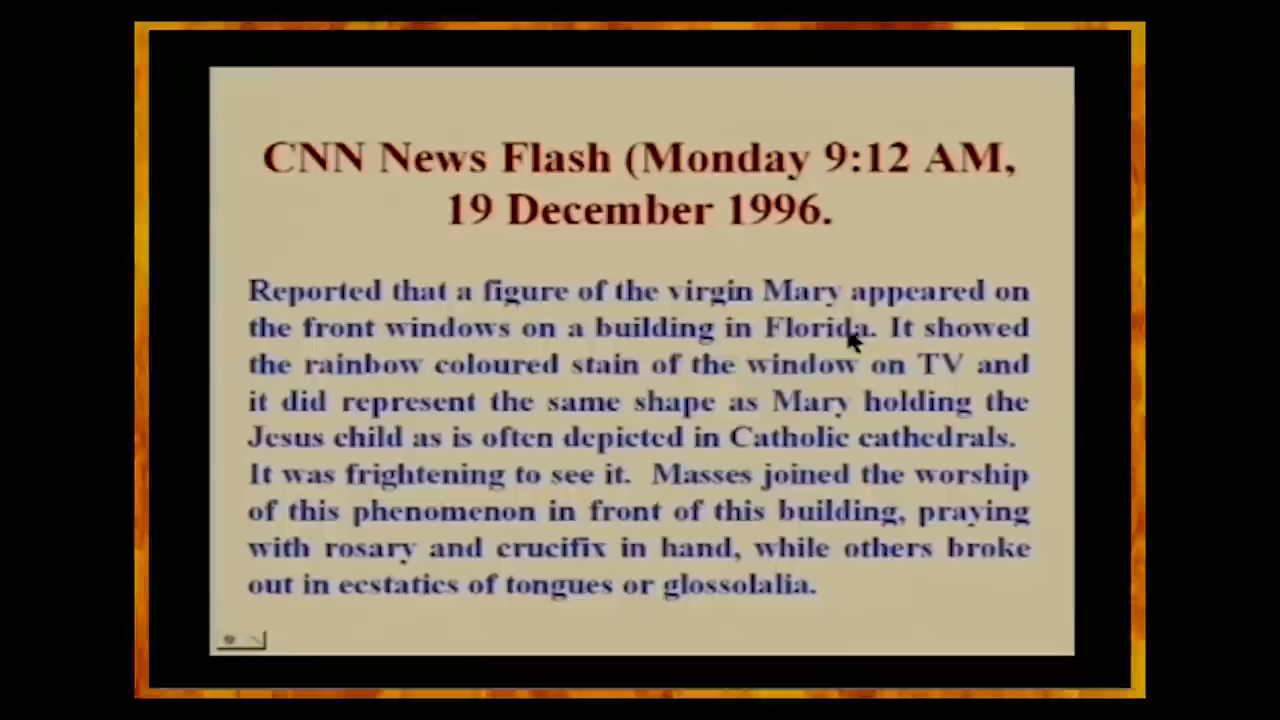 CNN News Flash (Monday 9:12 AM,
19 December 1996.
Reported that a figure of the virgin Mary appeared on
the front windows on a building in Florida. It showed
the rainbow coloured stain of the window on TV and
it did represent the same shape as Mary holding the
Jesus child as is often depicted in Catholic cathedrals.
It was frightening to see it. Masses joined the worship
of this phenomenon in front of this building, praying
with rosary and crucifix in hand, while others broke
out in ecstatics of tongues or glossolalia.